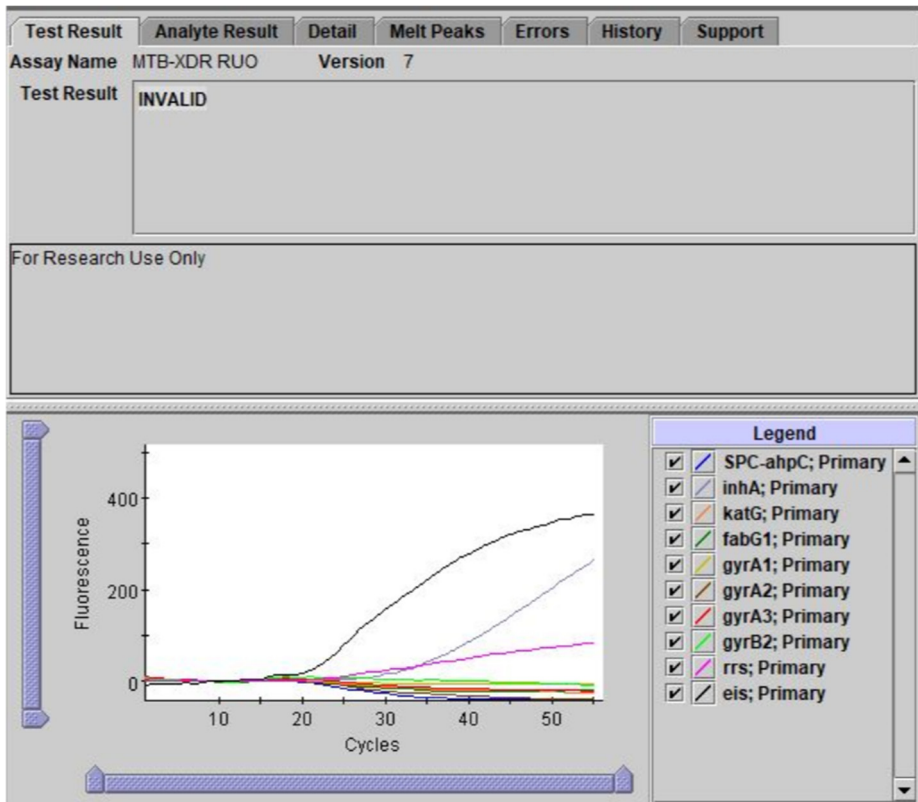 Test Result Analyte Result Detail Melt Peaks Errors History Support
Assay Name MTB-XDR RUO Version 7
Test Result INVALID
For Research Use Only
Legend
SPC-ahpC; Primary
inhA; Primary
katG; Primary
fabG1; Primary
gyrA1; Primary
gyrA2; Primary
gyrA3; Primary
gyrB2; Primary
rrs; Primary
eis; Primary
Fluorescence
400
200
0
10 20 30 40 50
Cycles